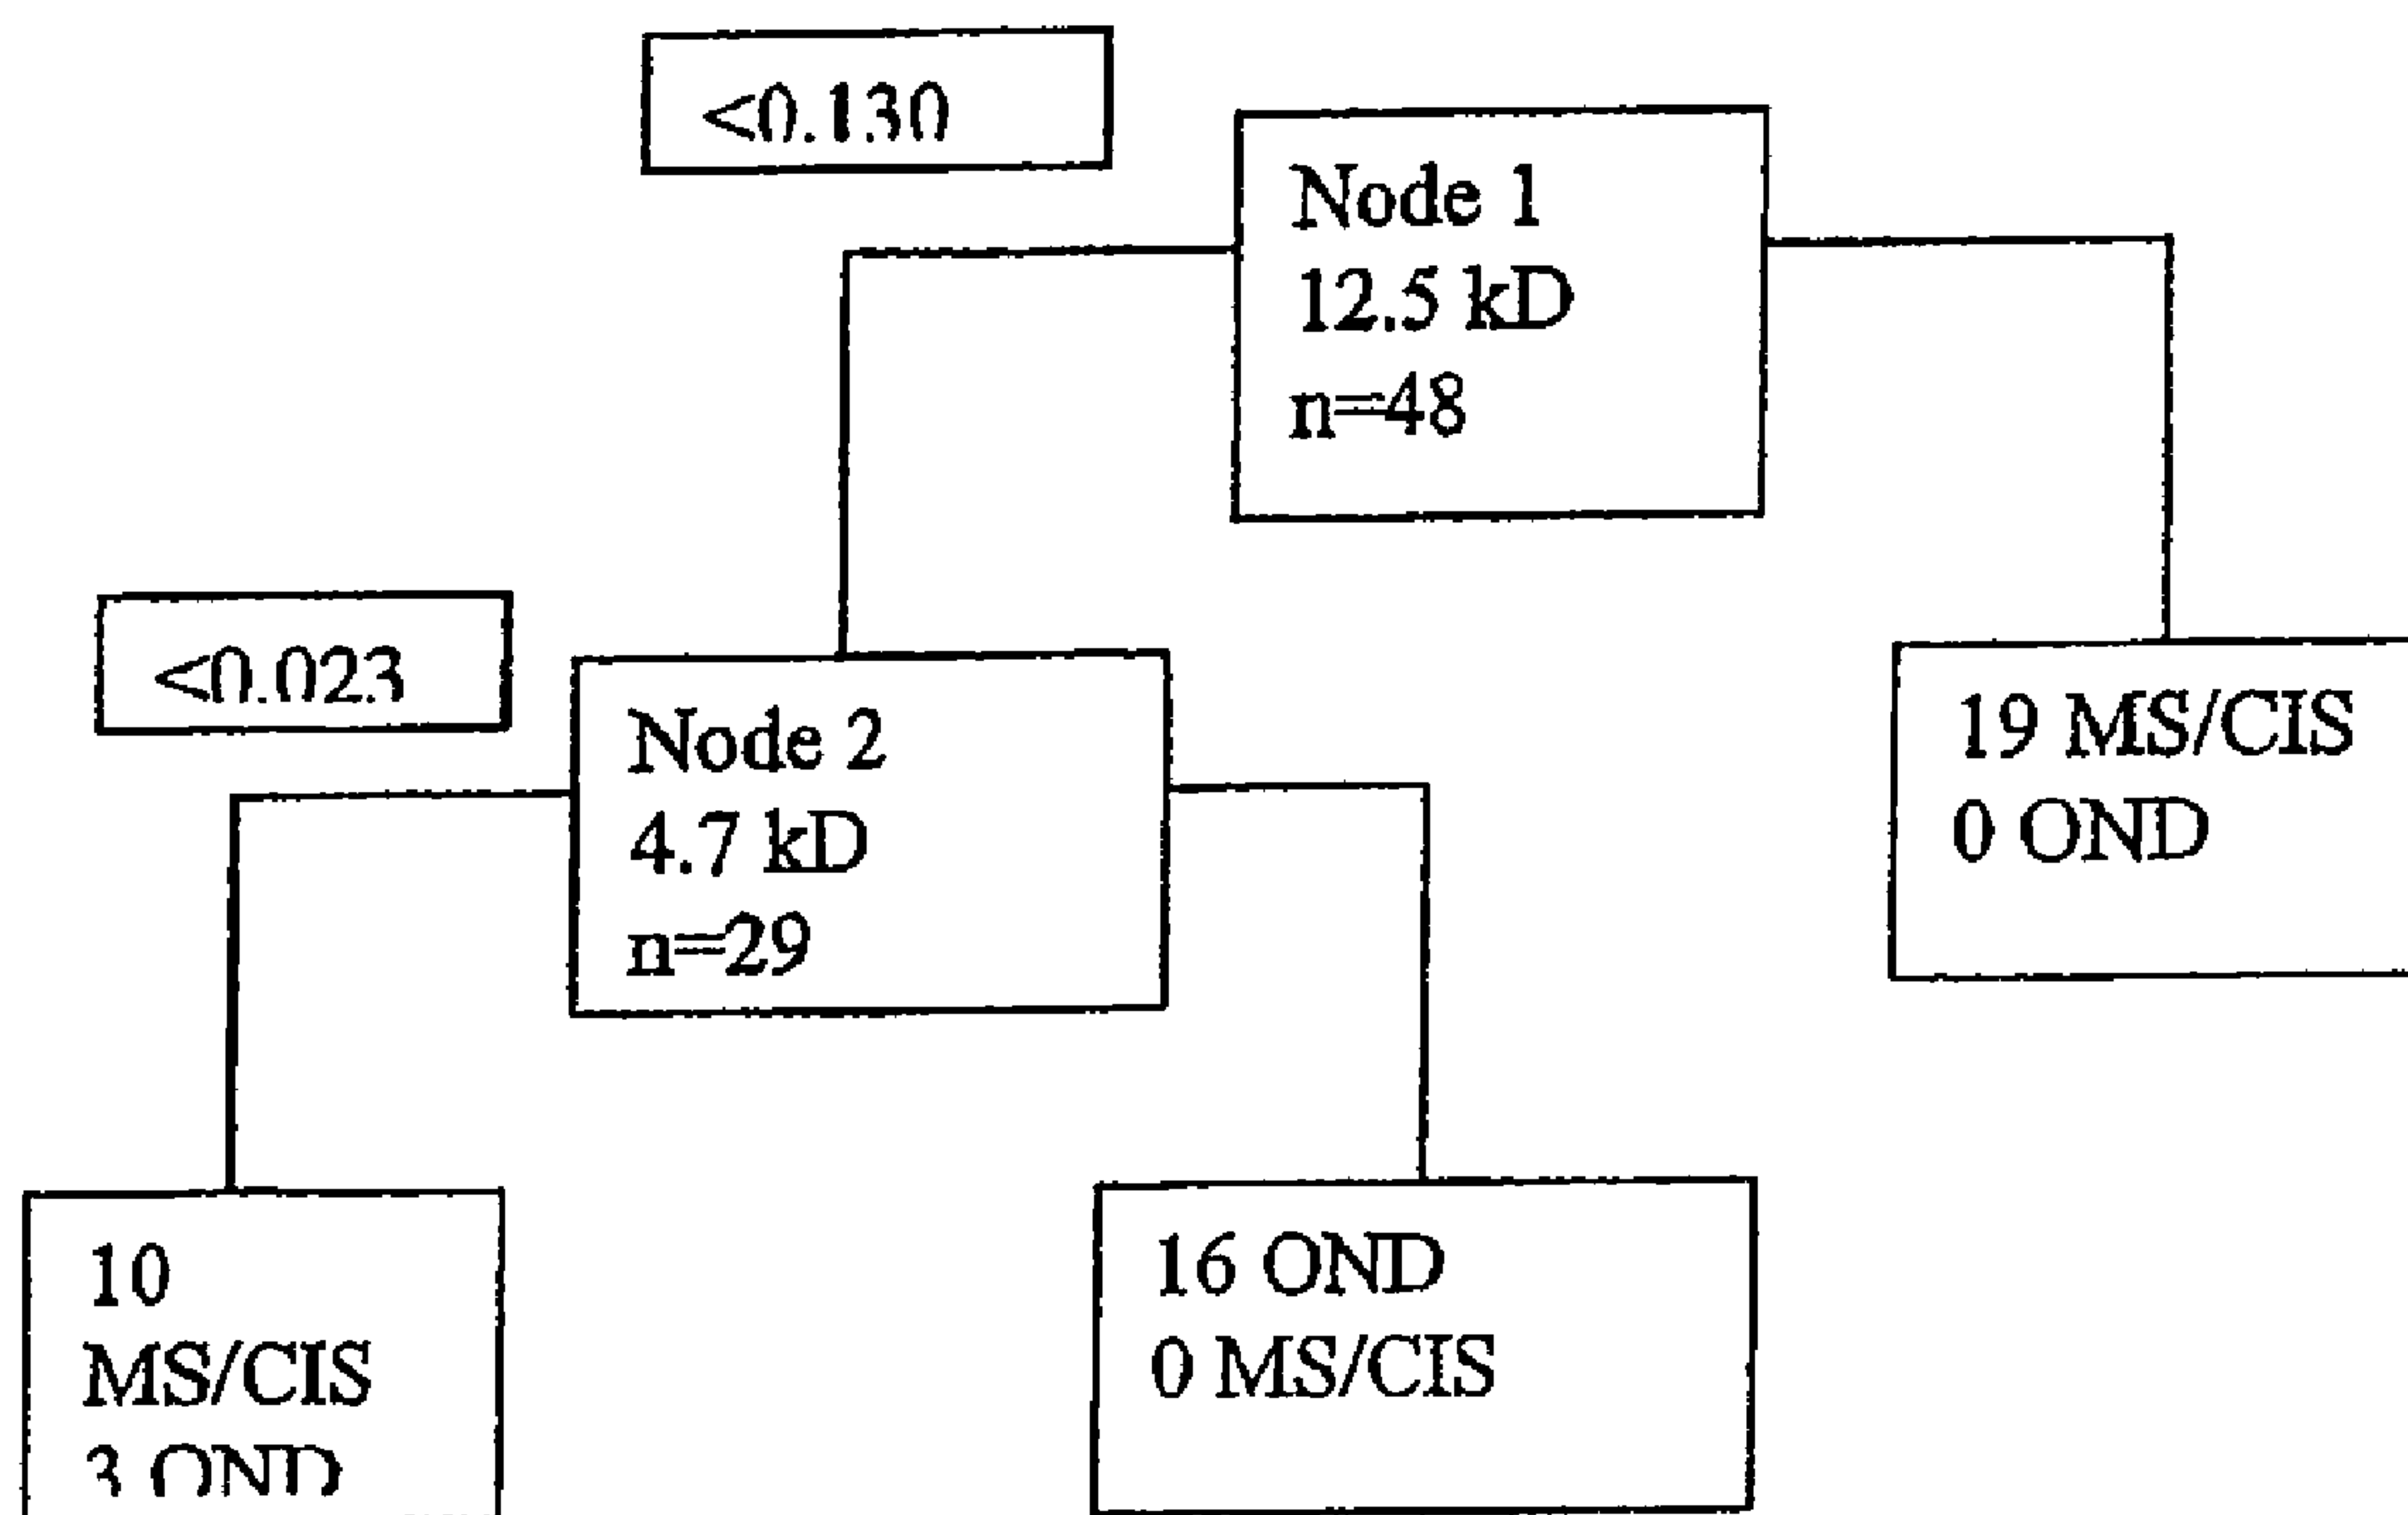 <0.130
Node 1
12.5 kD
n=48
<0.023
Node 2
4.7 kD
n=29
19 MS/CIS
0 OND
10
MS/CIS
3 OND
16 OND
0 MS/CIS